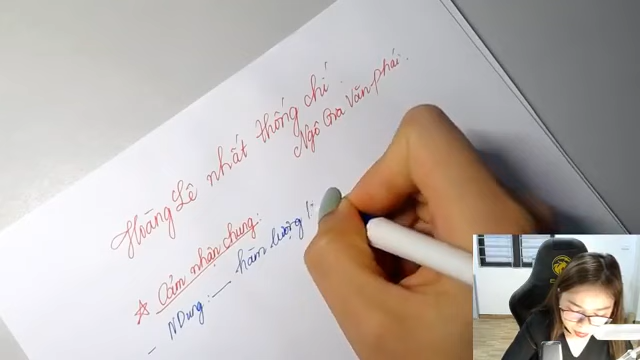 Hoàng Lê nhất thống chí
Ngô Gia Văn Phái.
☆ Cảm nhận chung:
- NDung: — hàm lượng